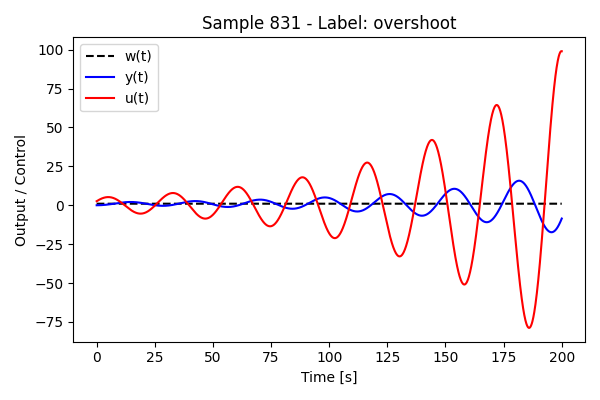 Sample 831 - Label: overshoot
w(t)
y(t)
u(t)
Output / Control
100
75
50
25
0
−25
−50
−75
0 25 50 75 100 125 150 175 200
Time [s]